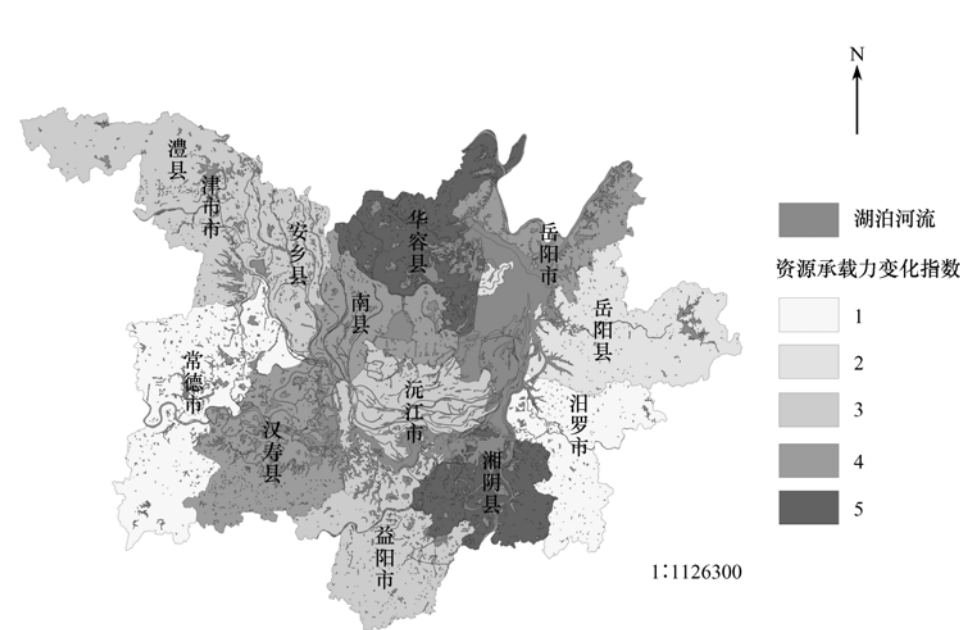 N
湖泊河流
资源承载力变化指数
1
2
3
4
5
1∶1126300
澧县
津市市
安乡县
华容县
岳阳市
南县
岳阳县
常德市
沅江市
汨罗市
汉寿县
湘阴县
益阳市